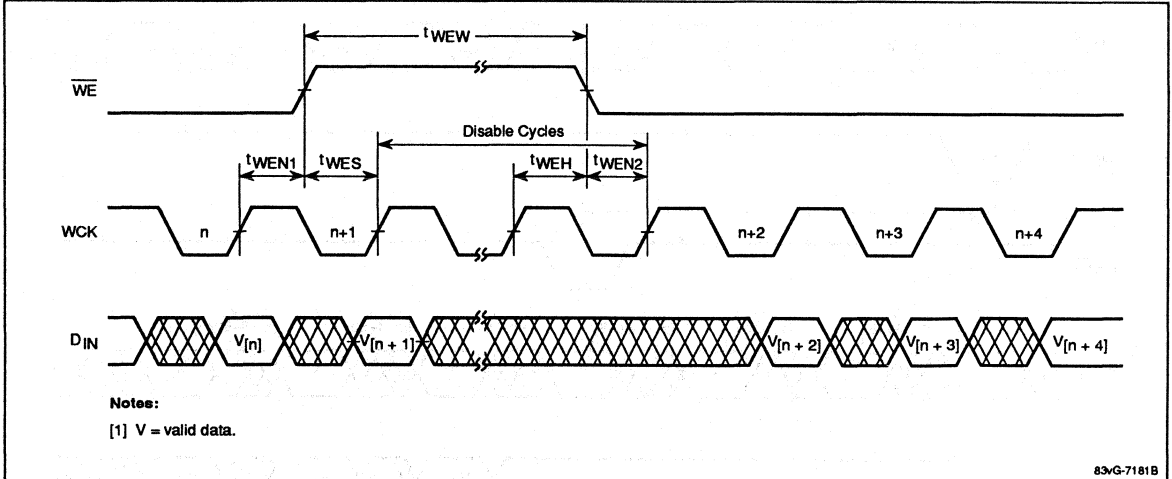 tWEW
WE
Disable Cycles
tWEN1 tWES tWEH tWEN2
WCK n n+1 n+2 n+3 n+4
DIN V[n] V[n + 1] V[n + 2] V[n + 3] V[n + 4]
Notes:
[1] V = valid data.
83vG-7181B